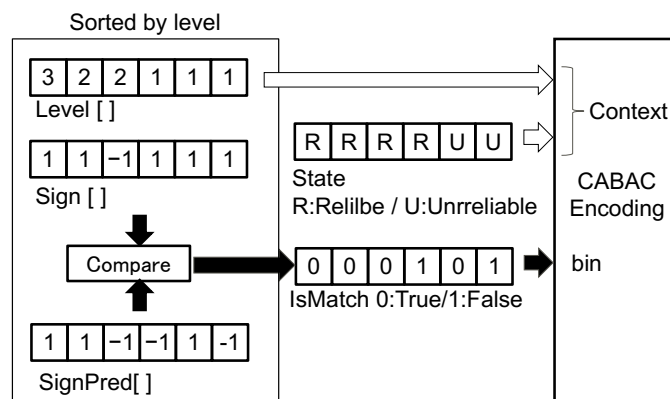 Sorted by level
3 2 2 1 1 1
Level [ ]
Context
R R R R U U
1 1 −1 1 1 1
State
Sign [ ]
R:Relilbe / U:Unrreliable
CABAC
Encoding
Compare
0 0 0 1 0 1
bin
IsMatch 0:True/1:False
1 1 −1 −1 1 -1
SignPred[ ]